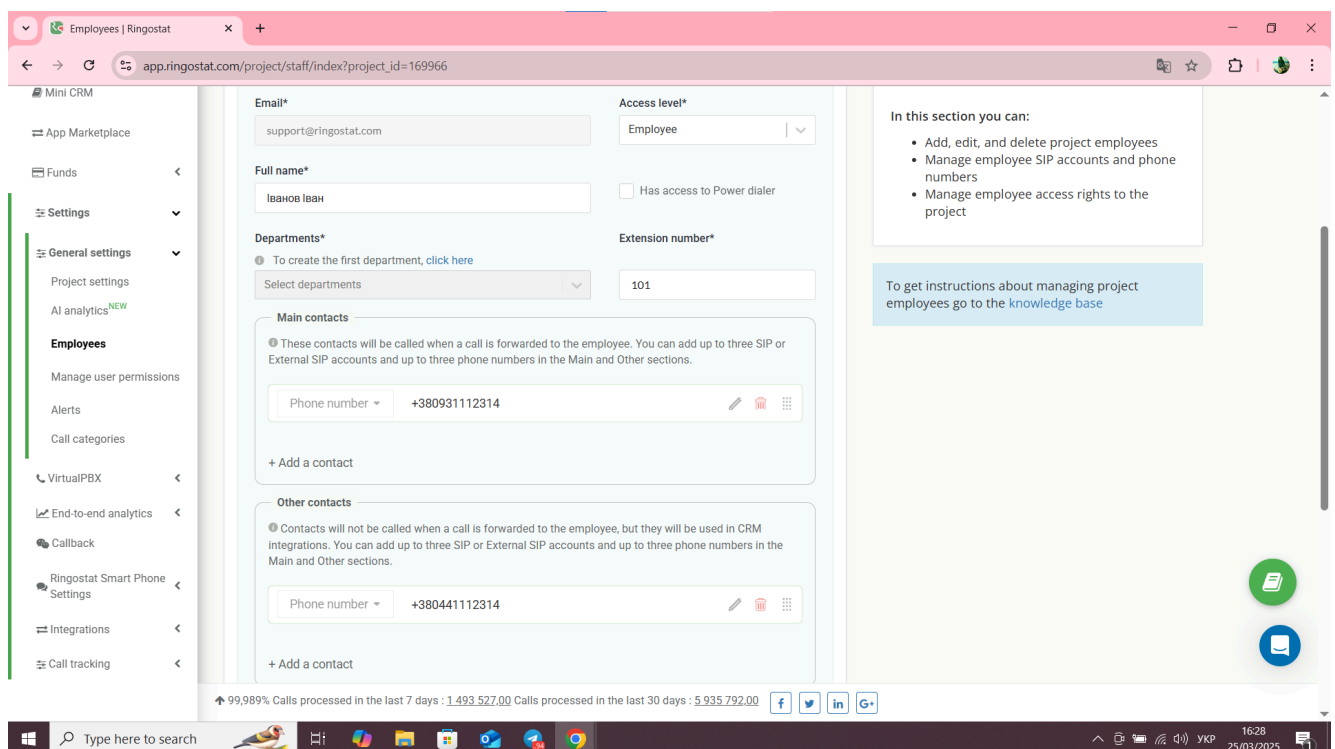 Employees | Ringostat
app.ringostat.com/project/staff/index?project_id=169966
Mini CRM
App Marketplace
Funds
Settings
General settings
Project settings
AI analytics NEW
Employees
Manage user permissions
Alerts
Call categories
VirtualPBX
End-to-end analytics
Callback
Ringostat Smart Phone
Settings
Integrations
Call tracking
Email*
support@ringostat.com
Access level*
Employee
Full name*
Іванов Іван
Has access to Power dialer
Departments*
To create the first department, click here
Select departments
Extension number*
101
Main contacts
These contacts will be called when a call is forwarded to the employee. You can add up to three SIP or
External SIP accounts and up to three phone numbers in the Main and Other sections.
Phone number +380931112314
+ Add a contact
Other contacts
Contacts will not be called when a call is forwarded to the employee, but they will be used in CRM
integrations. You can add up to three SIP or External SIP accounts and up to three phone numbers in the
Main and Other sections.
Phone number +380441112314
+ Add a contact
In this section you can:
• Add, edit, and delete project employees
• Manage employee SIP accounts and phone
numbers
• Manage employee access rights to the
project
To get instructions about managing project
employees go to the knowledge base
99,989% Calls processed in the last 7 days : 1 493 527,00 Calls processed in the last 30 days : 5 935 792,00
Type here to search
94
УКР
16:28
25/03/2025
1